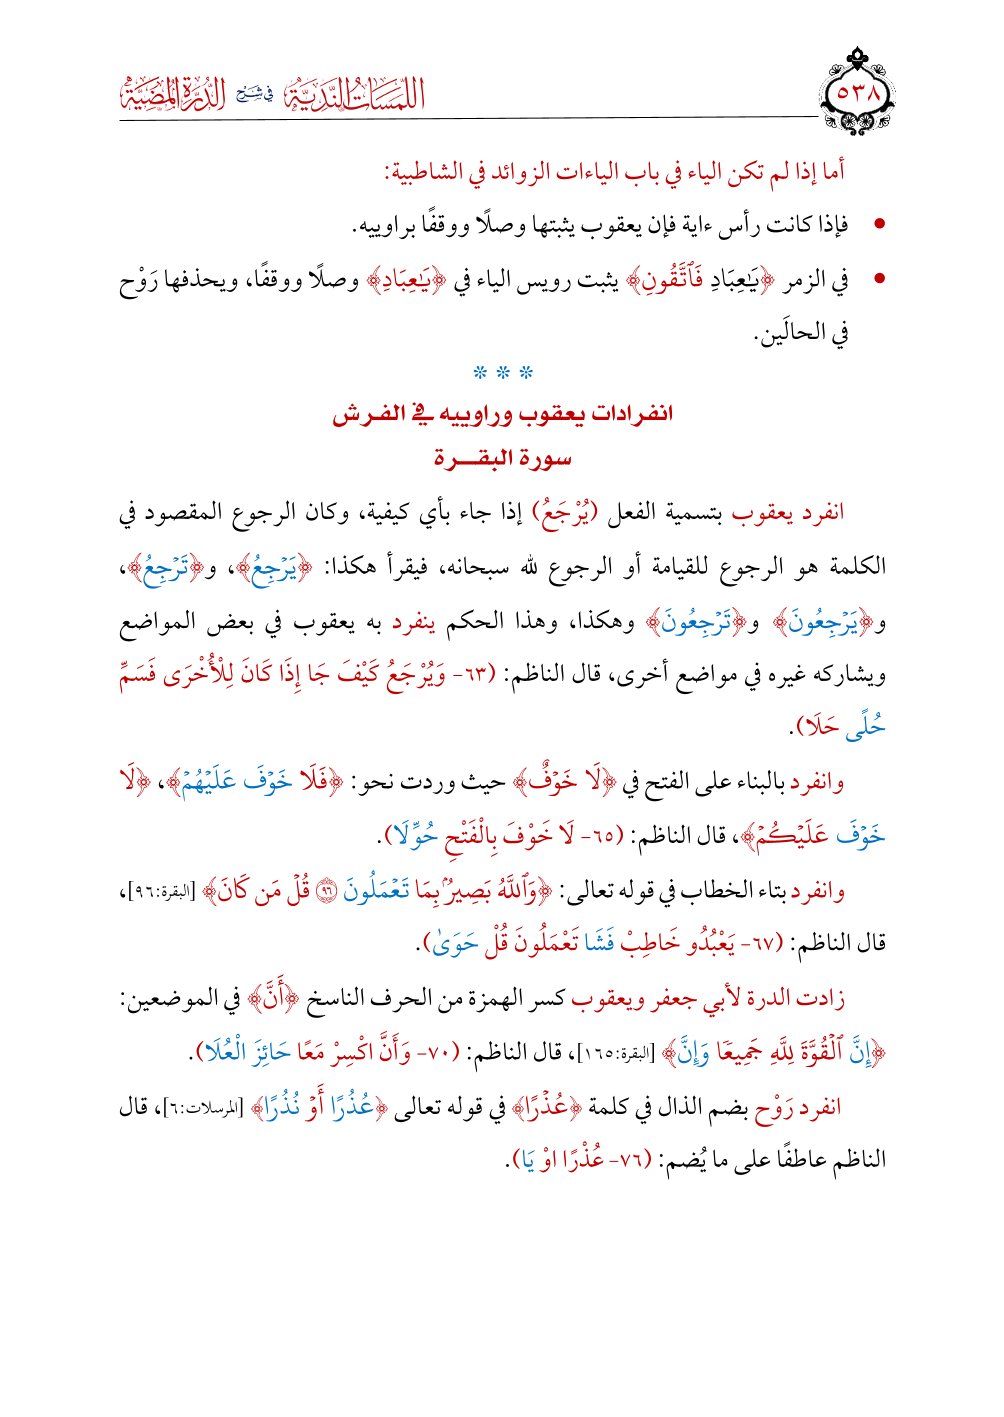 ٥٣٨
اللمسات الندية في شرح الدرة المضية
أما إذا لم تكن الياء في باب الياءات الزوائد في الشاطبية:
• فإذا كانت رأس ءاية فإن يعقوب يثبتها وصلًا ووقفًا براوييه.
• في الزمر ﴿يَٰعِبَادِ فَٱتَّقُونِ﴾ يثبت رويس الياء في ﴿يَٰعِبَادِ﴾ وصلًا ووقفًا، ويحذفها رَوْح
في الحالَين.
* * *
انفرادات يعقوب وراوييه في الفرش
سورة البقـــرة
انفرد يعقوب بتسمية الفعل (يُرْجَعُ) إذا جاء بأي كيفية، وكان الرجوع المقصود في
الكلمة هو الرجوع للقيامة أو الرجوع لله سبحانه، فيقرأ هكذا: ﴿يَرْجِعُ﴾، و﴿تَرْجِعُ﴾،
و﴿يَرْجِعُونَ﴾ و﴿تَرْجِعُونَ﴾ وهكذا، وهذا الحكم ينفرد به يعقوب في بعض المواضع
ويشاركه غيره في مواضع أخرى، قال الناظم: (٦٣- وَيُرْجَعُ كَيْفَ جَا إِذَا كَانَ لِلْأُخْرَى فَسَمِّ
حُلًى حَلَا).
وانفرد بالبناء على الفتح في ﴿لَا خَوْفٌ﴾ حيث وردت نحو: ﴿فَلَا خَوْفَ عَلَيْهُمْ﴾، ﴿لَا
خَوْفَ عَلَيْكُمْ﴾، قال الناظم: (٦٥- لَا خَوْفَ بِالْفَتْحِ حُوِّلَا).
وانفرد بتاء الخطاب في قوله تعالى: ﴿وَٱللَّهُ بَصِيرٌۢ بِمَا تَعْمَلُونَ ٩٦ قُلْ مَن كَانَ﴾ [البقرة:٩٦]،
قال الناظم: (٦٧- يَعْبُدُو خَاطِبْ فَشَا تَعْمَلُونَ قُلْ حَوَىٰ).
زادت الدرة لأبي جعفر ويعقوب كسر الهمزة من الحرف الناسخ ﴿أَنَّ﴾ في الموضعين:
﴿إِنَّ ٱلْقُوَّةَ لِلَّهِ جَمِيعًا وَإِنَّ﴾ [البقرة:١٦٥]، قال الناظم: (٧٠- وَأَنَّ اكْسِرْ مَعًا حَائِزَ الْعُلَا).
انفرد رَوْح بضم الذال في كلمة ﴿عُذْرًا﴾ في قوله تعالى ﴿عُذُرًا أَوْ نُذُرًا﴾ [المرسلات:٦]، قال
الناظم عاطفًا على ما يُضم: (٧٦- عُذْرًا اوْ يَا).